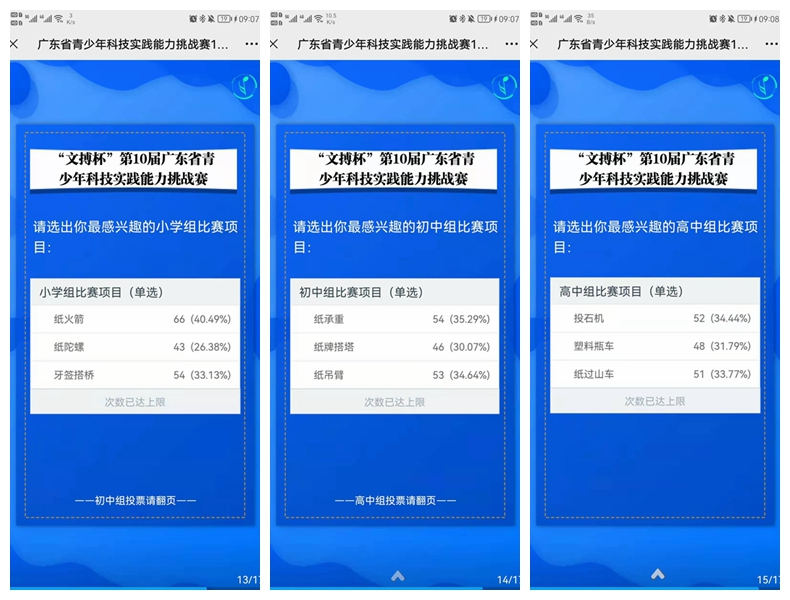 09:07
广东省青少年科技实践能力挑战赛1...
“文搏杯”第10届广东省青
少年科技实践能力挑战赛
请选出你最感兴趣的小学组比赛项
目：
小学组比赛项目（单选）
纸火箭 66 (40.49%)
纸陀螺 43 (26.38%)
牙签搭桥 54 (33.13%)
次数已达上限
——初中组投票请翻页——
13/17
09:07
广东省青少年科技实践能力挑战赛1...
“文搏杯”第10届广东省青
少年科技实践能力挑战赛
请选出你最感兴趣的初中组比赛项
目：
初中组比赛项目（单选）
纸承重 54 (35.29%)
纸牌搭塔 46 (30.07%)
纸吊臂 53 (34.64%)
次数已达上限
——高中组投票请翻页——
14/17
09:08
广东省青少年科技实践能力挑战赛1...
“文搏杯”第10届广东省青
少年科技实践能力挑战赛
请选出你最感兴趣的高中组比赛项
目：
高中组比赛项目（单选）
投石机 52 (34.44%)
塑料瓶车 48 (31.79%)
纸过山车 51 (33.77%)
次数已达上限
15/17